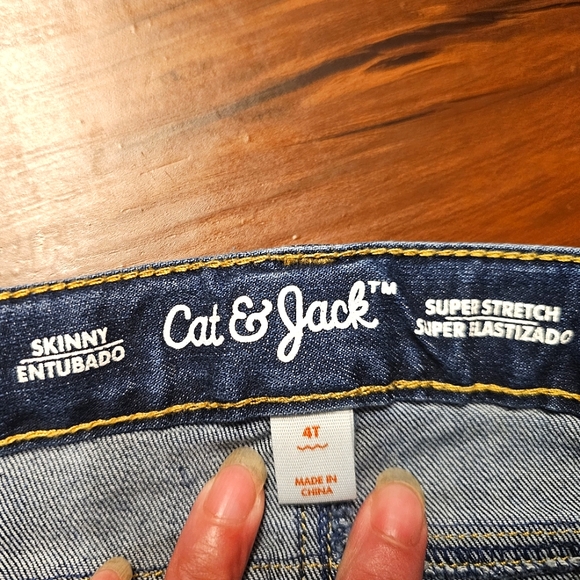 SKINNY
ENTUBADO
Cat & Jack™
SUPER STRETCH
SUPER ELASTIZADO
4T
MADE IN
CHINA